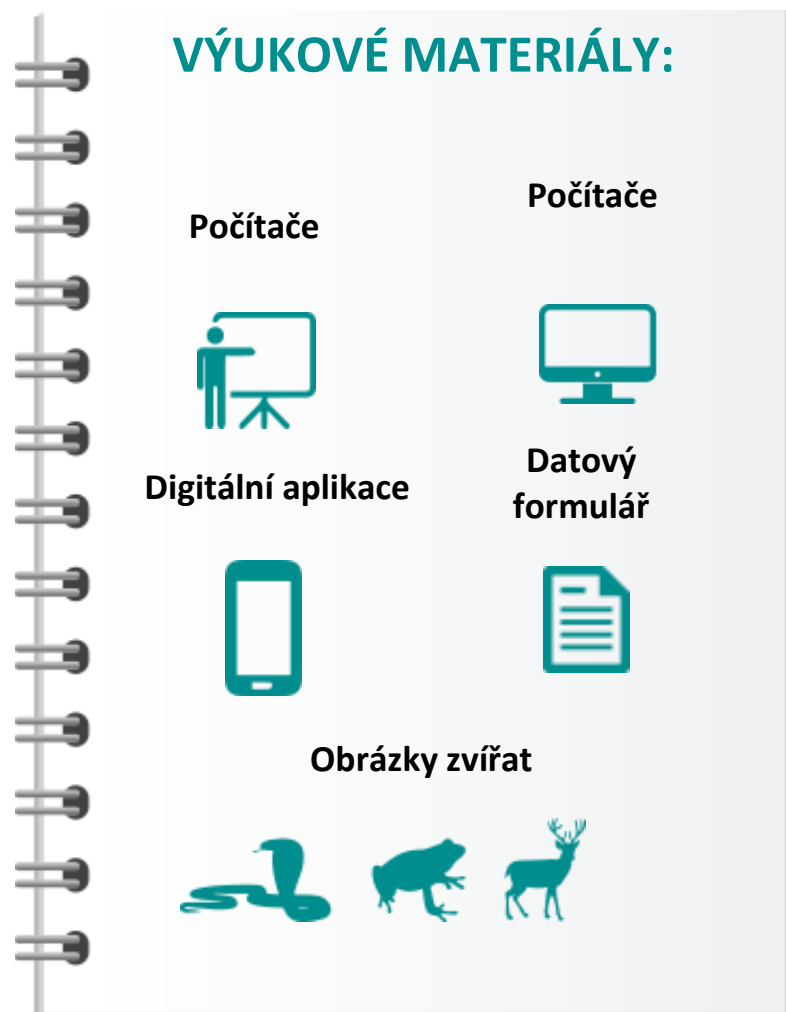 VÝUKOVÉ MATERIÁLY:
Počítače
Počítače
Digitální aplikace
Datový
formulář
Obrázky zvířat